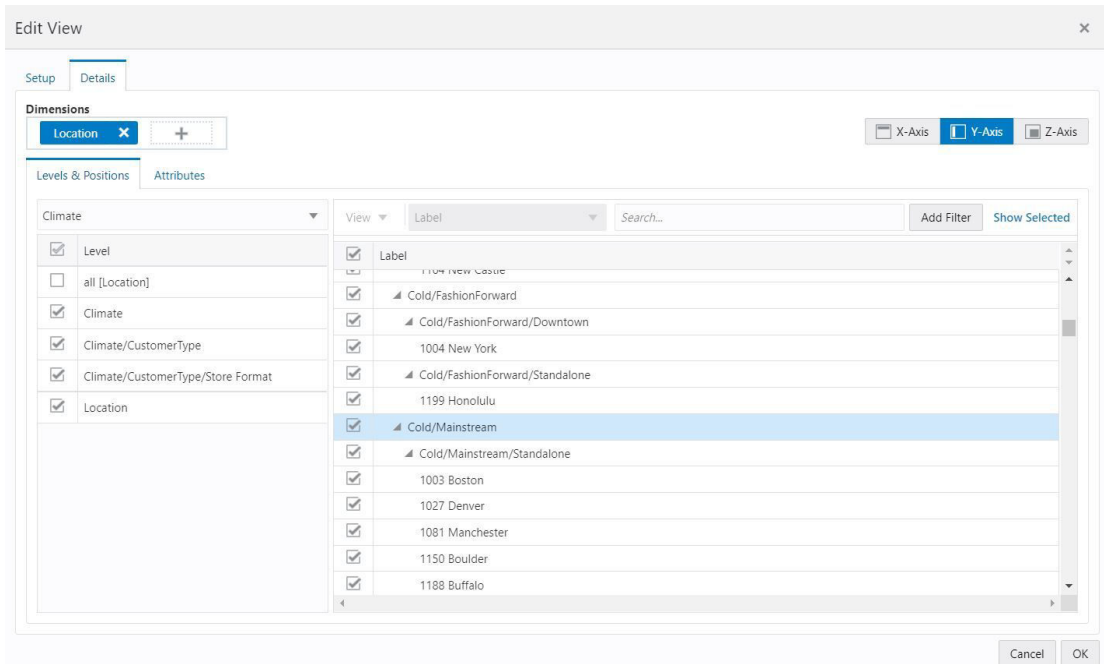 Edit View
Setup Details
Dimensions
Location
X-Axis Y-Axis Z-Axis
Levels & Positions Attributes
Climate
View Label Search... Add Filter Show Selected
Level
all [Location]
Climate
Climate/CustomerType
Climate/CustomerType/Store Format
Location
Label
1104 New Castle
Cold/FashionForward
Cold/FashionForward/Downtown
1004 New York
Cold/FashionForward/Standalone
1199 Honolulu
Cold/Mainstream
Cold/Mainstream/Standalone
1003 Boston
1027 Denver
1081 Manchester
1150 Boulder
1188 Buffalo
Cancel OK